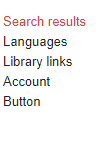 Search results
Languages
Library links
Account
Button